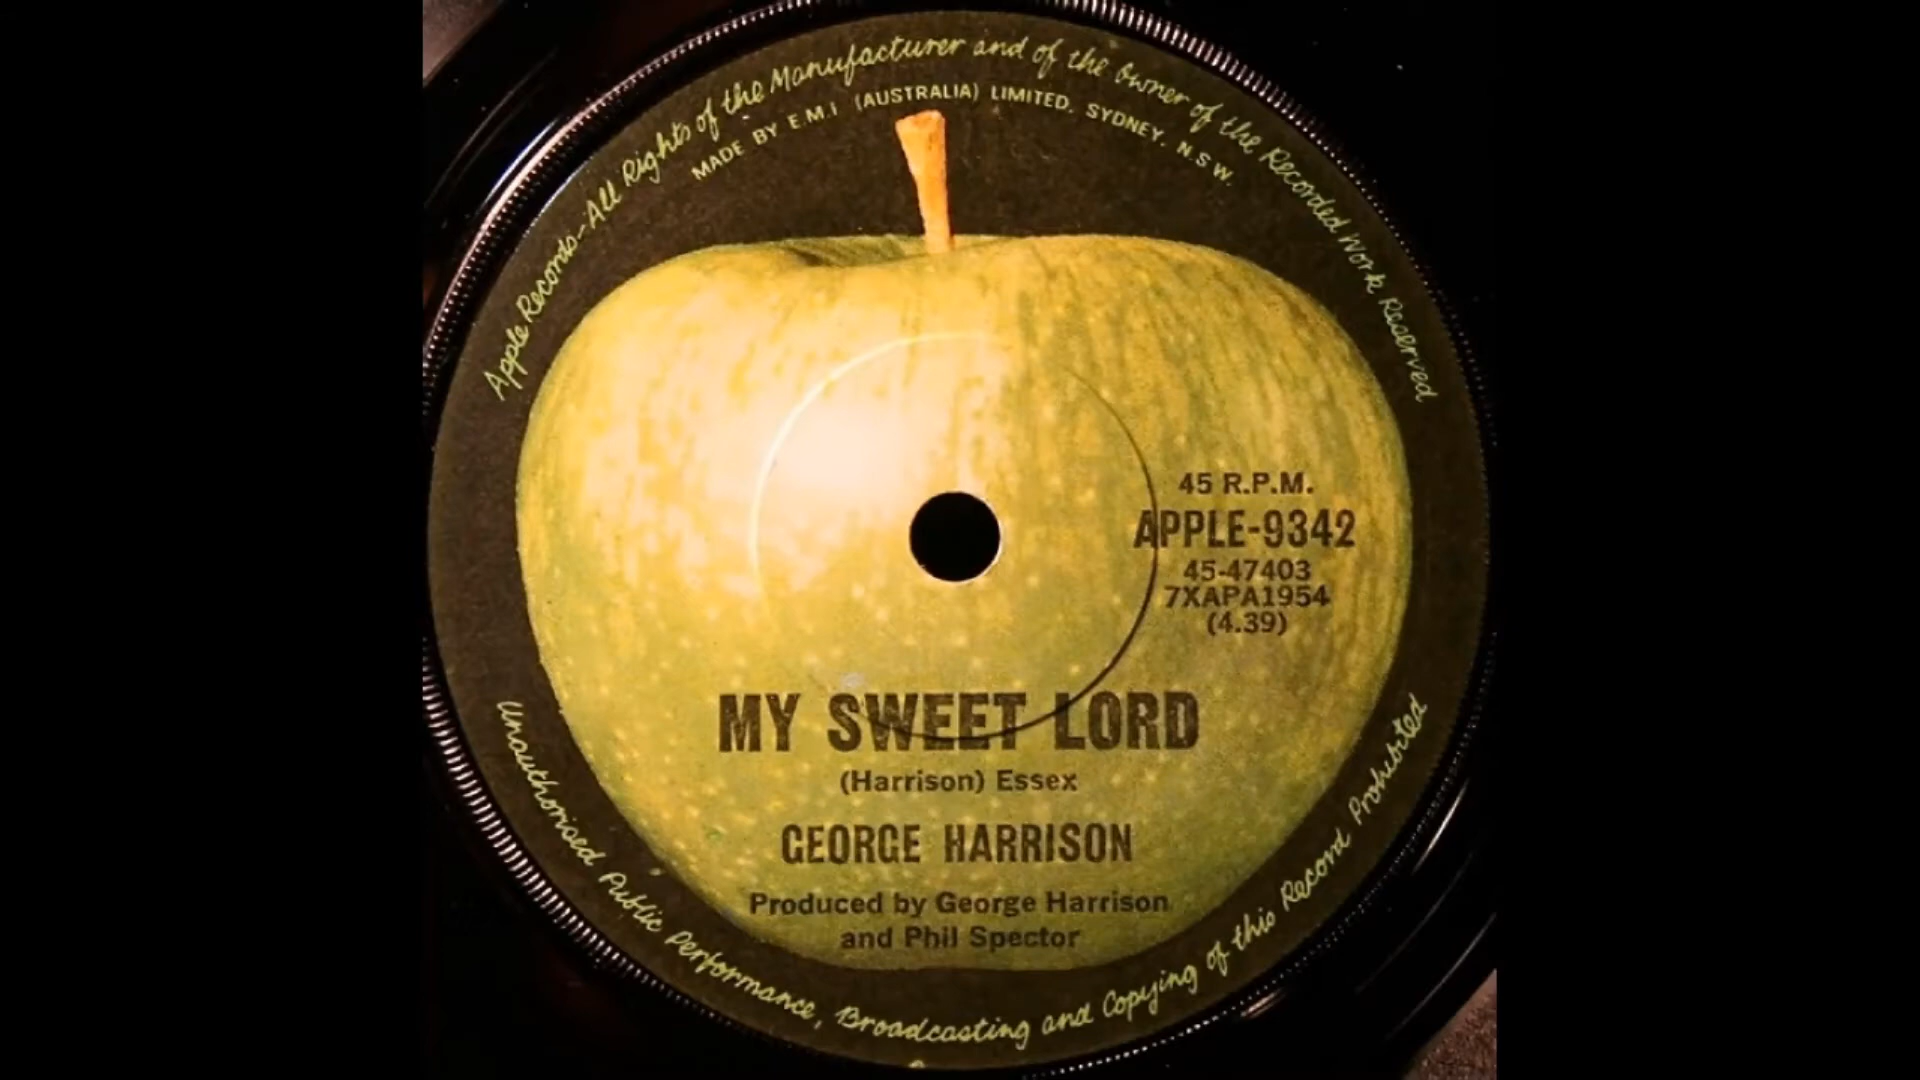 Apple Records-All Rights of the Manufacturer and of the Owner of the Recorded Work Reserved
MADE BY E.M.I (AUSTRALIA) LIMITED. SYDNEY. N.S.W.
45 R.P.M.
APPLE-9342
45-47403
7XAPA1954
(4.39)
MY SWEET LORD
(Harrison) Essex
GEORGE HARRISON
Produced by George Harrison
and Phil Spector
Unauthorised Public Performance, Broadcasting and Copying of this Record Prohibited